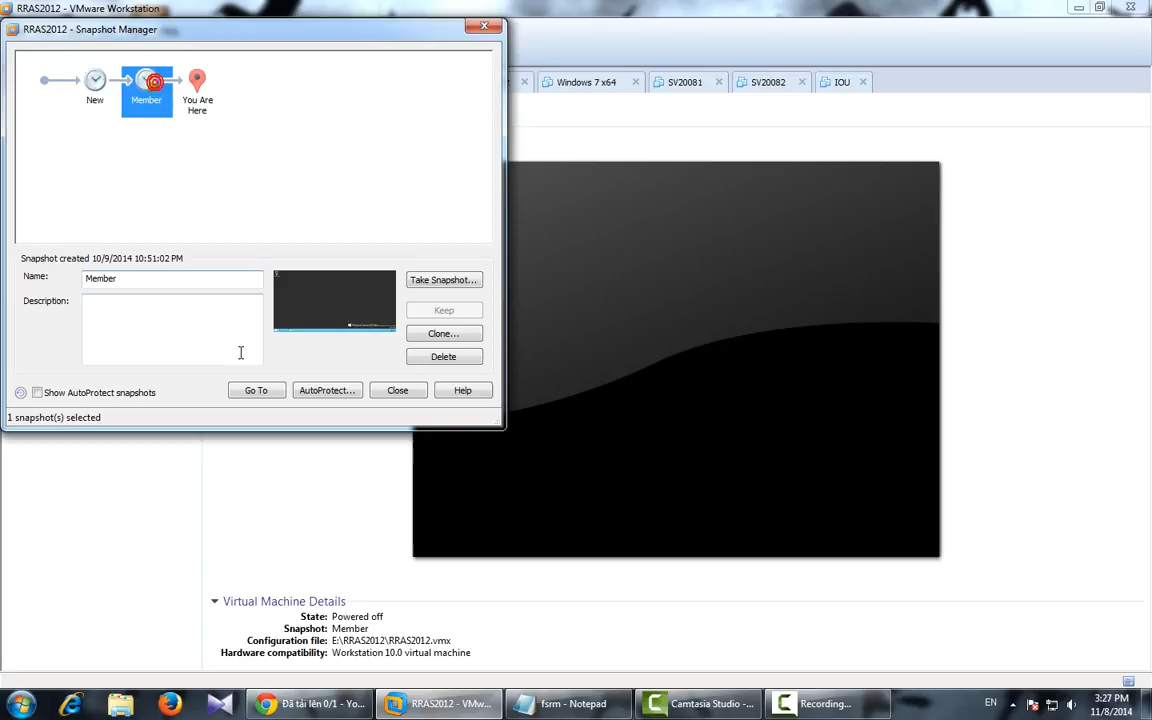 RRAS2012 - VMware Workstation
RRAS2012 - Snapshot Manager
Windows 7 x64
SV20081
SV20082
IOU
New
Member
You Are
Here
Snapshot created 10/9/2014 10:51:02 PM
Name:
Member
Take Snapshot...
Description:
Keep
Clone...
Delete
Show AutoProtect snapshots
Go To
AutoProtect...
Close
Help
1 snapshot(s) selected
Virtual Machine Details
State: Powered off
Snapshot: Member
Configuration file: E:\RRAS2012\RRAS2012.vmx
Hardware compatibility: Workstation 10.0 virtual machine
Đã tải lên 0/1 - Yo...
RRAS2012 - VMw...
fsrm - Notepad
Camtasia Studio -...
Recording...
EN
3:27 PM
11/8/2014